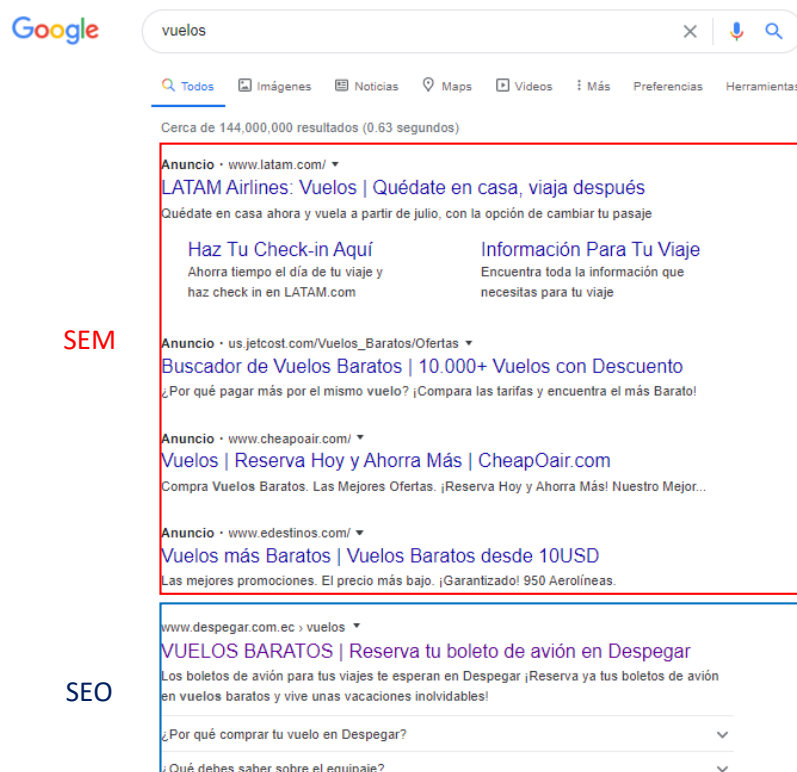 Google
vuelos
Todos Imágenes Noticias Maps Videos Más Preferencias Herramientas
Cerca de 144,000,000 resultados (0.63 segundos)
Anuncio · www.latam.com/
LATAM Airlines: Vuelos | Quédate en casa, viaja después
Quédate en casa ahora y vuela a partir de julio, con la opción de cambiar tu pasaje
Haz Tu Check-in Aquí
Ahorra tiempo el día de tu viaje y
haz check in en LATAM.com
Información Para Tu Viaje
Encuentra toda la información que
necesitas para tu viaje
SEM
Anuncio · us.jetcost.com/Vuelos_Baratos/Ofertas
Buscador de Vuelos Baratos | 10.000+ Vuelos con Descuento
¿Por qué pagar más por el mismo vuelo? ¡Compara las tarifas y encuentra el más Barato!
Anuncio · www.cheapoair.com/
Vuelos | Reserva Hoy y Ahorra Más | CheapOair.com
Compra Vuelos Baratos. Las Mejores Ofertas. ¡Reserva Hoy y Ahorra Más! Nuestro Mejor...
Anuncio · www.edestinos.com/
Vuelos más Baratos | Vuelos Baratos desde 10USD
Las mejores promociones. El precio más bajo. ¡Garantizado! 950 Aerolíneas.
www.despegar.com.ec › vuelos
VUELOS BARATOS | Reserva tu boleto de avión en Despegar
Los boletos de avión para tus viajes te esperan en Despegar ¡Reserva ya tus boletos de avión
en vuelos baratos y vive unas vacaciones inolvidables!
SEO
¿Por qué comprar tu vuelo en Despegar?
¿Qué debes saber sobre el equipaje?